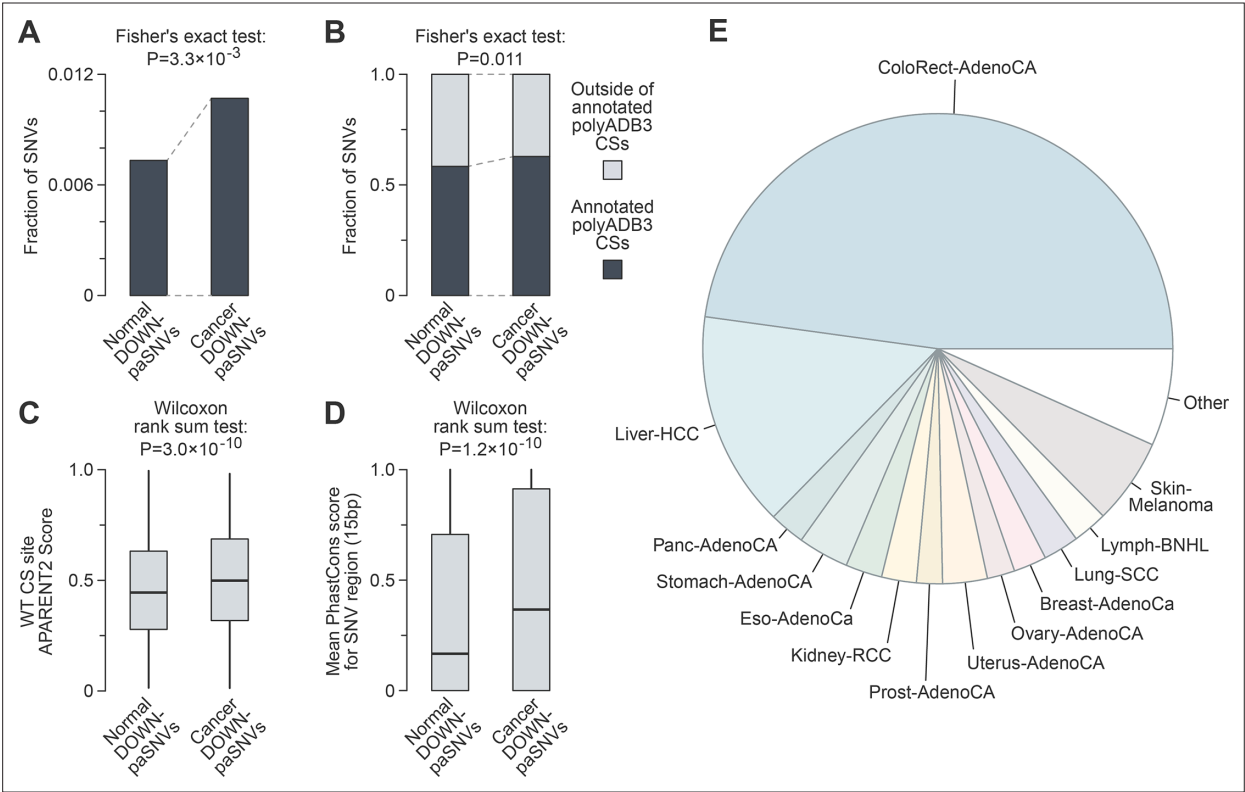 A
Fisher's exact test:
P=3.3×10⁻³
0.012
0.006
0
Fraction of SNVs
Normal
DOWN-
paSNVs
Cancer
DOWN-
paSNVs
B
Fisher's exact test:
P=0.011
1.0
0.5
0
Fraction of SNVs
Normal
DOWN-
paSNVs
Cancer
DOWN-
paSNVs
Outside of
annotated
polyADB3
CSs
Annotated
polyADB3
CSs
C
Wilcoxon
rank sum test:
P=3.0×10⁻¹⁰
1.0
0.5
0
WT CS site
APARENT2 Score
Normal
DOWN-
paSNVs
Cancer
DOWN-
paSNVs
D
Wilcoxon
rank sum test:
P=1.2×10⁻¹⁰
1.0
0.5
0
Mean PhastCons score
for SNV region (15bp)
Normal
DOWN-
paSNVs
Cancer
DOWN-
paSNVs
E
ColoRect-AdenoCA
Liver-HCC
Panc-AdenoCA
Stomach-AdenoCA
Eso-AdenoCa
Kidney-RCC
Prost-AdenoCA
Uterus-AdenoCA
Ovary-AdenoCA
Breast-AdenoCa
Lung-SCC
Lymph-BNHL
Skin-
Melanoma
Other